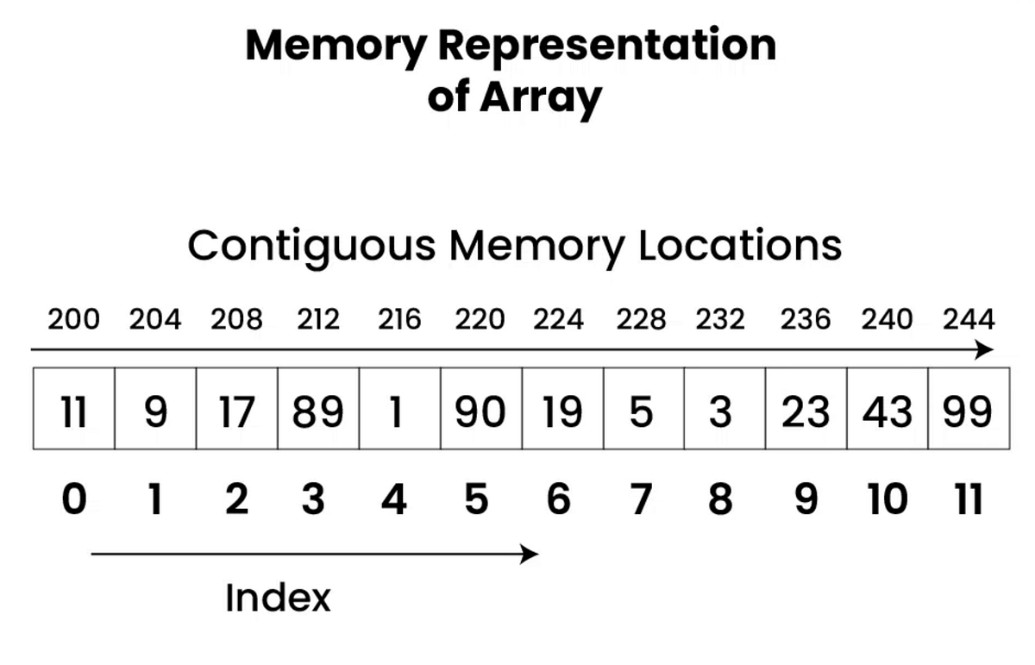 Memory Representation
of Array
Contiguous Memory Locations
200 204 208 212 216 220 224 228 232 236 240 244
11 9 17 89 1 90 19 5 3 23 43 99
0 1 2 3 4 5 6 7 8 9 10 11
Index